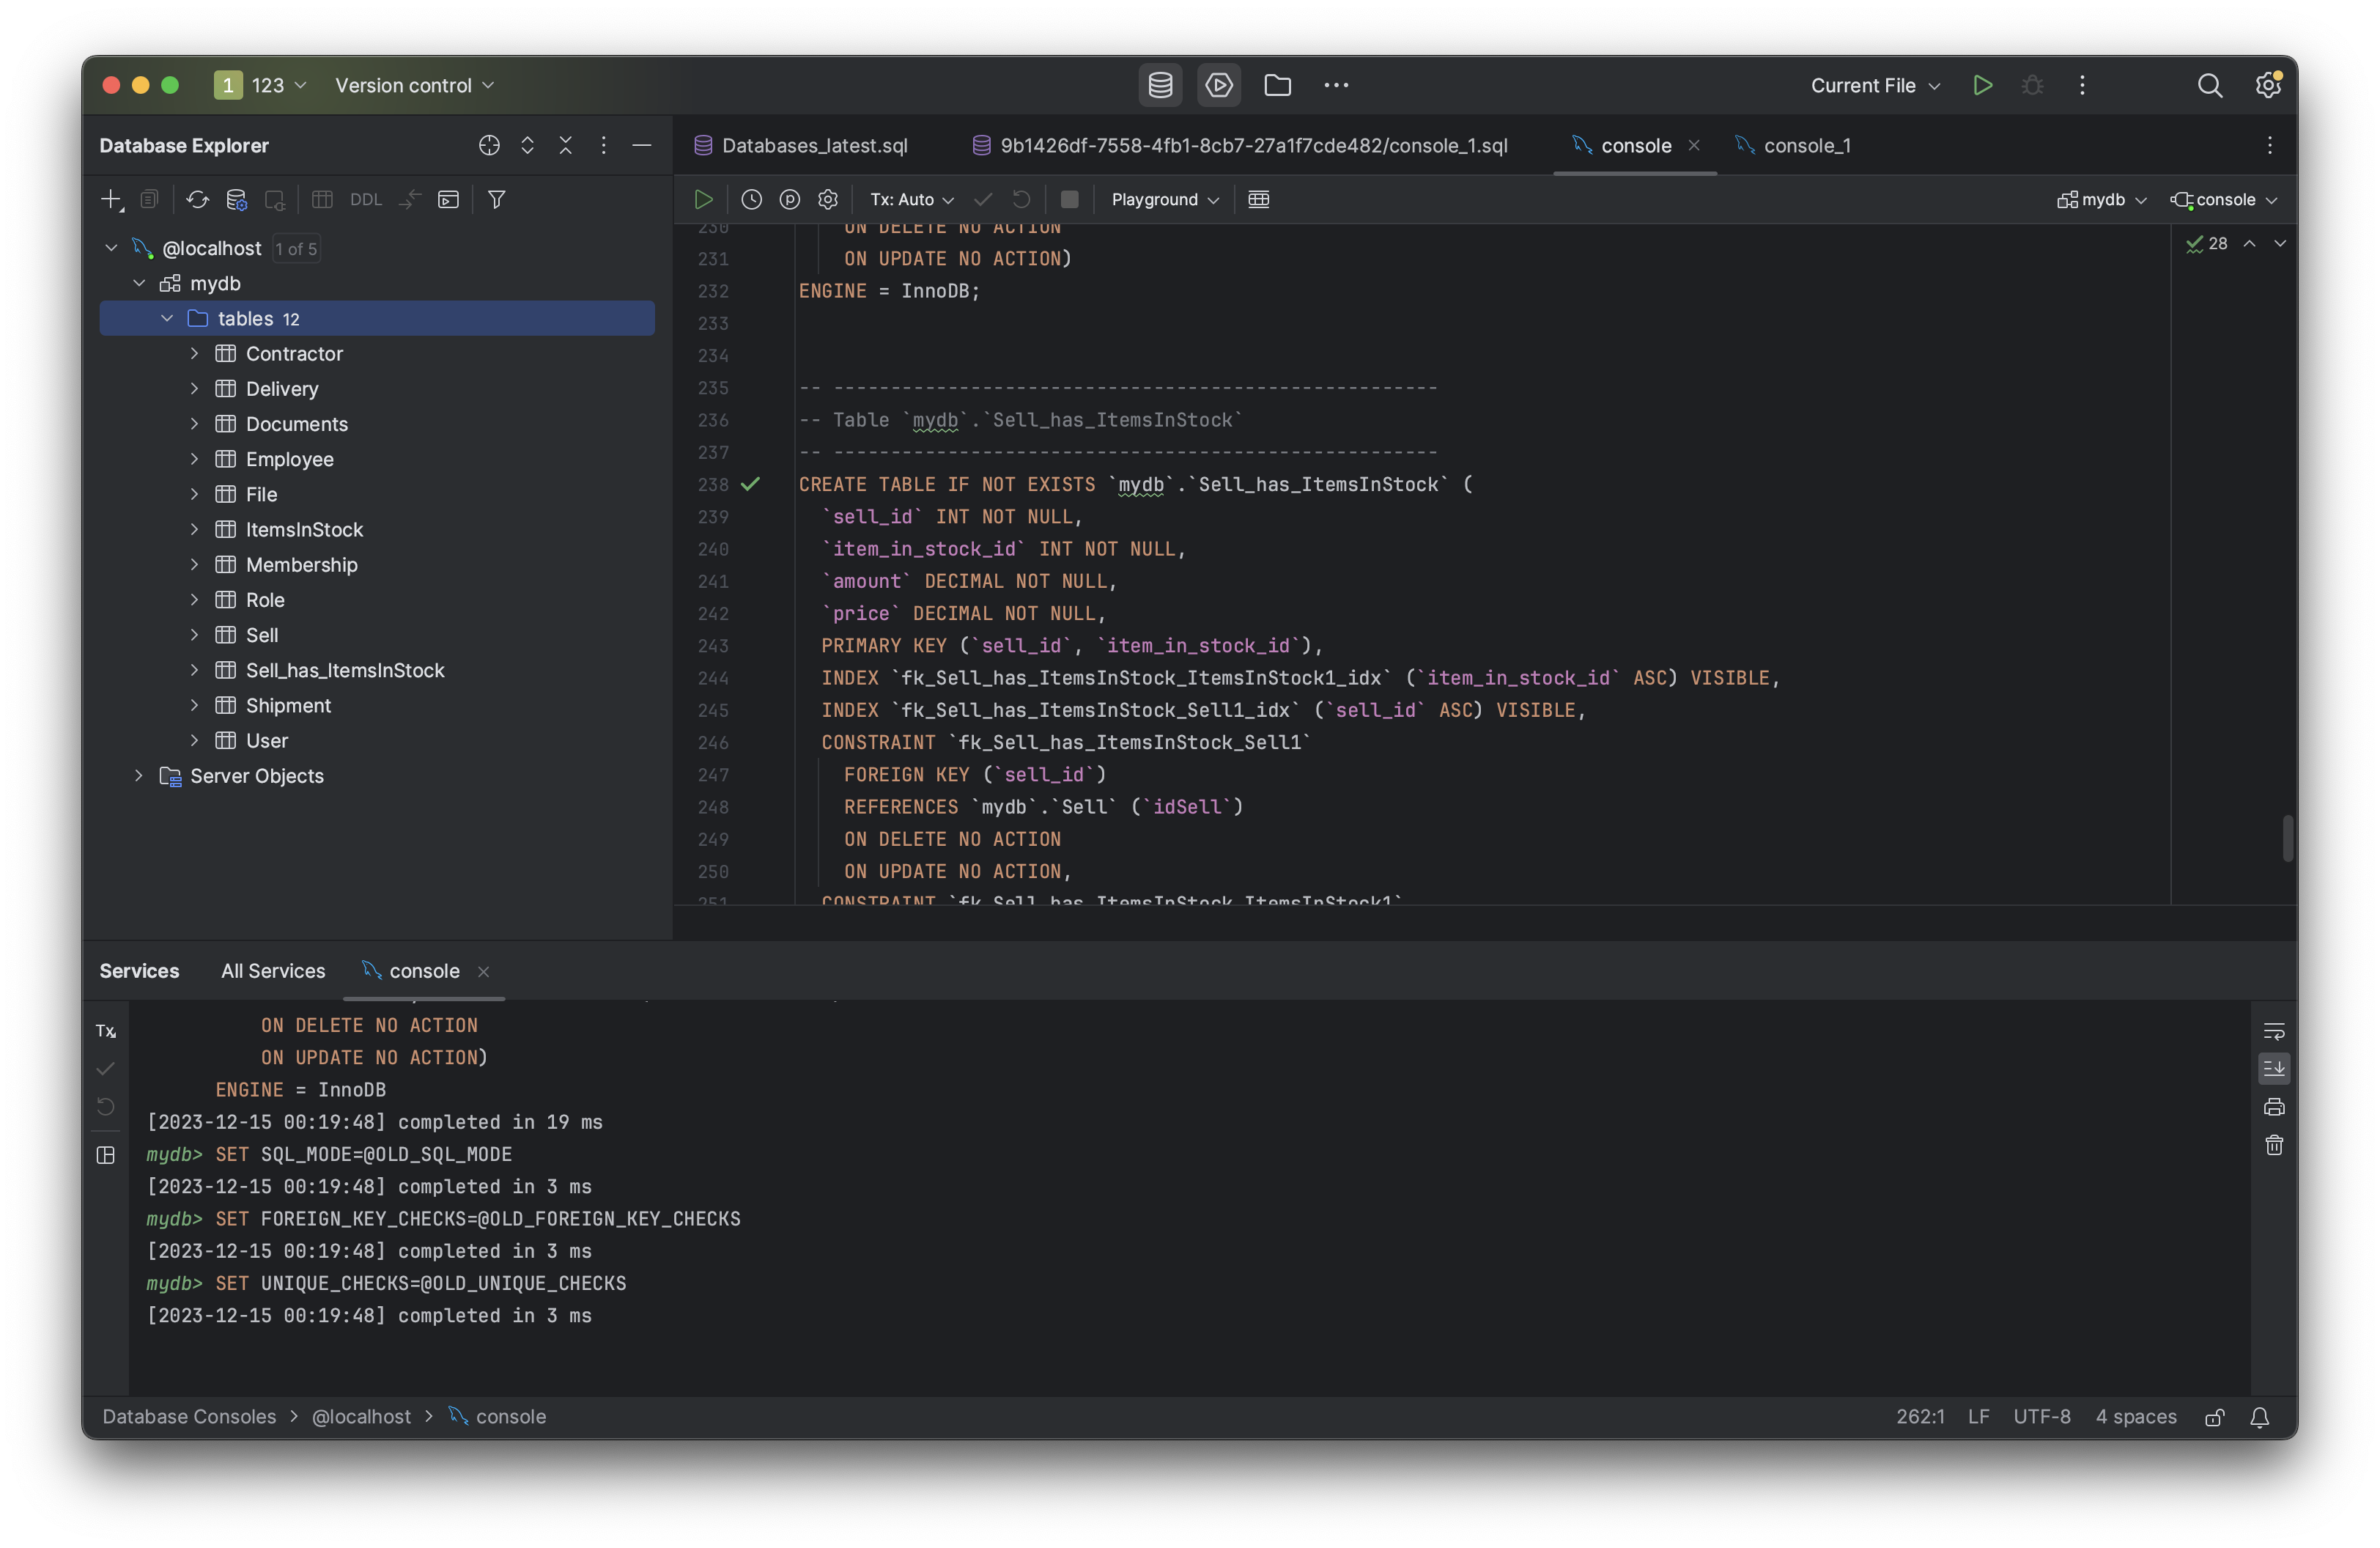 1 123 Version control Current File
Database Explorer
Databases_latest.sql 9b1426df-7558-4fb1-8cb7-27a1f7cde482/console_1.sql console console_1
DDL
Tx: Auto Playground mydb console
@localhost 1 of 5
mydb
tables 12
Contractor
Delivery
Documents
Employee
File
ItemsInStock
Membership
Role
Sell
Sell_has_ItemsInStock
Shipment
User
Server Objects
28
230 ON DELETE NO ACTION
231 ON UPDATE NO ACTION)
232 ENGINE = InnoDB;
233
234
235 -- -----------------------------------------------------
236 -- Table `mydb`.`Sell_has_ItemsInStock`
237 -- -----------------------------------------------------
238 CREATE TABLE IF NOT EXISTS `mydb`.`Sell_has_ItemsInStock` (
239 `sell_id` INT NOT NULL,
240 `item_in_stock_id` INT NOT NULL,
241 `amount` DECIMAL NOT NULL,
242 `price` DECIMAL NOT NULL,
243 PRIMARY KEY (`sell_id`, `item_in_stock_id`),
244 INDEX `fk_Sell_has_ItemsInStock_ItemsInStock1_idx` (`item_in_stock_id` ASC) VISIBLE,
245 INDEX `fk_Sell_has_ItemsInStock_Sell1_idx` (`sell_id` ASC) VISIBLE,
246 CONSTRAINT `fk_Sell_has_ItemsInStock_Sell1`
247 FOREIGN KEY (`sell_id`)
248 REFERENCES `mydb`.`Sell` (`idSell`)
249 ON DELETE NO ACTION
250 ON UPDATE NO ACTION,
251 CONSTRAINT `fk_Sell_has_ItemsInStock_ItemsInStock1`
Services All Services console
Tx
ON DELETE NO ACTION
ON UPDATE NO ACTION)
ENGINE = InnoDB
[2023-12-15 00:19:48] completed in 19 ms
mydb> SET SQL_MODE=@OLD_SQL_MODE
[2023-12-15 00:19:48] completed in 3 ms
mydb> SET FOREIGN_KEY_CHECKS=@OLD_FOREIGN_KEY_CHECKS
[2023-12-15 00:19:48] completed in 3 ms
mydb> SET UNIQUE_CHECKS=@OLD_UNIQUE_CHECKS
[2023-12-15 00:19:48] completed in 3 ms
Database Consoles > @localhost > console 262:1 LF UTF-8 4 spaces